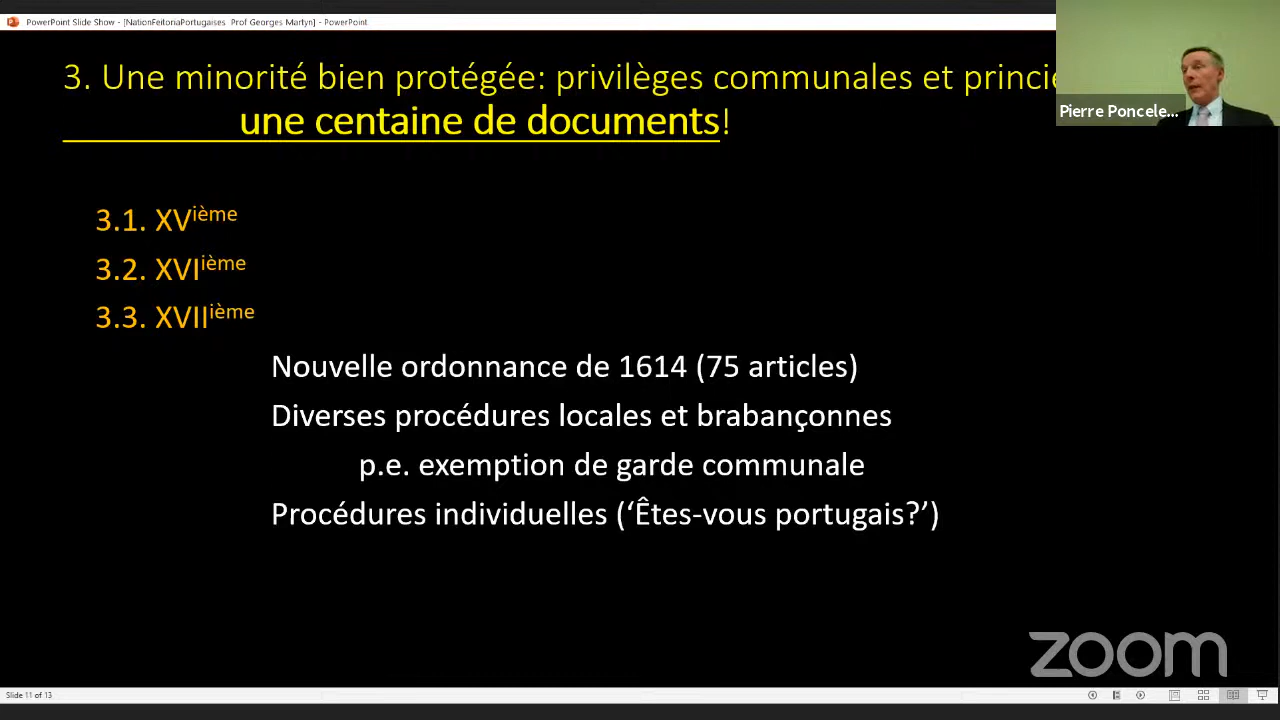 PowerPoint Slide Show - [NationFeitoriaPortugaises Prof Georges Martyn] - PowerPoint
3. Une minorité bien protégée: privilèges communales et princiè
une centaine de documents!
Pierre Poncele...
3.1. XVième
3.2. XVIième
3.3. XVIIième
Nouvelle ordonnance de 1614 (75 articles)
Diverses procédures locales et brabançonnes
p.e. exemption de garde communale
Procédures individuelles (‘Êtes-vous portugais?’)
zoom
Slide 11 of 13